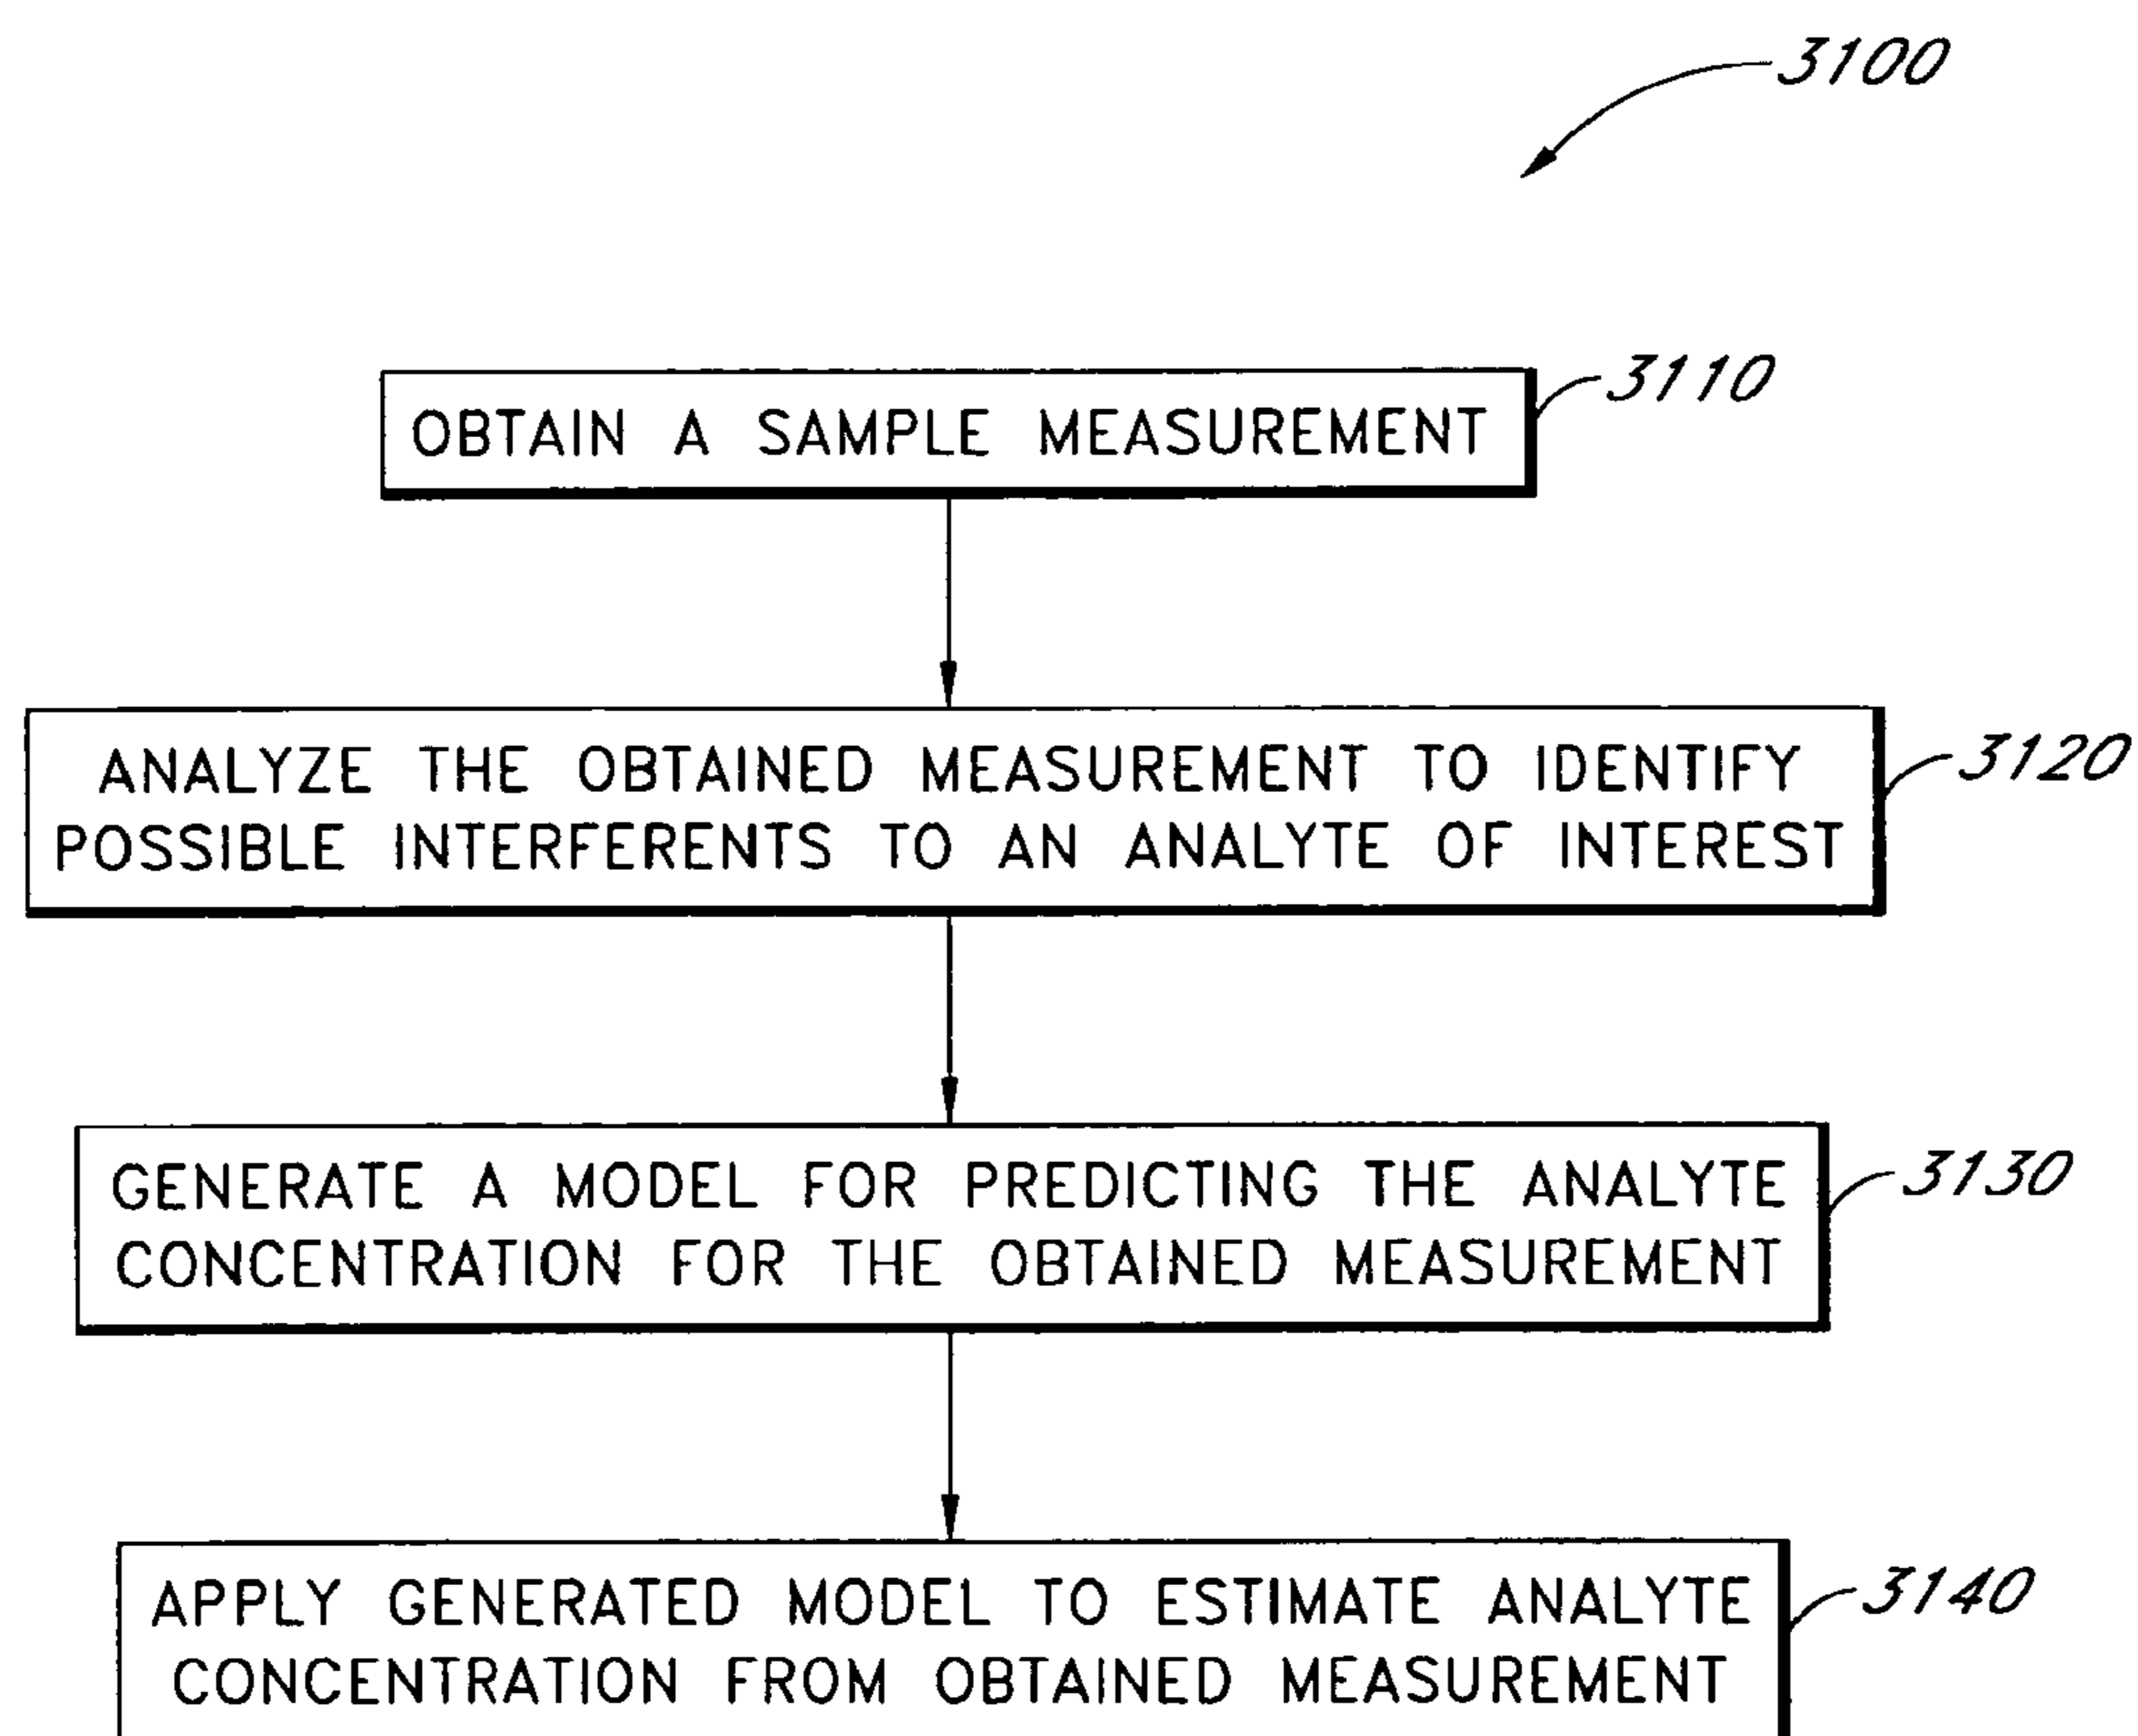 3100
OBTAIN A SAMPLE MEASUREMENT
3110
ANALYZE THE OBTAINED MEASUREMENT TO IDENTIFY
POSSIBLE INTERFERENTS TO AN ANALYTE OF INTEREST
3120
GENERATE A MODEL FOR PREDICTING THE ANALYTE
CONCENTRATION FOR THE OBTAINED MEASUREMENT
3130
APPLY GENERATED MODEL TO ESTIMATE ANALYTE
CONCENTRATION FROM OBTAINED MEASUREMENT
3140